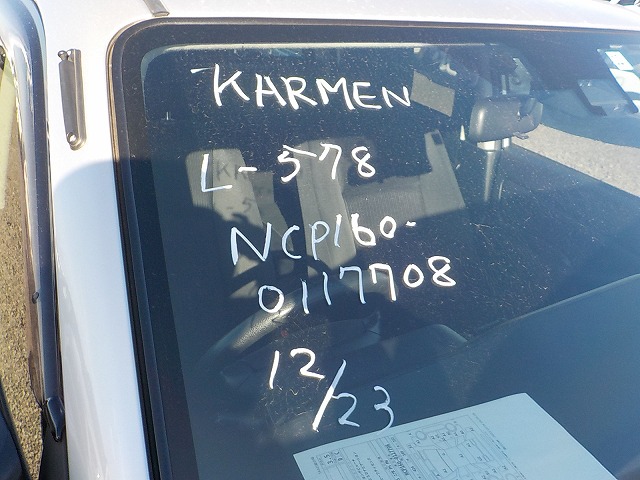 KARMEN
L-578
NCP160-
0117708
12/23